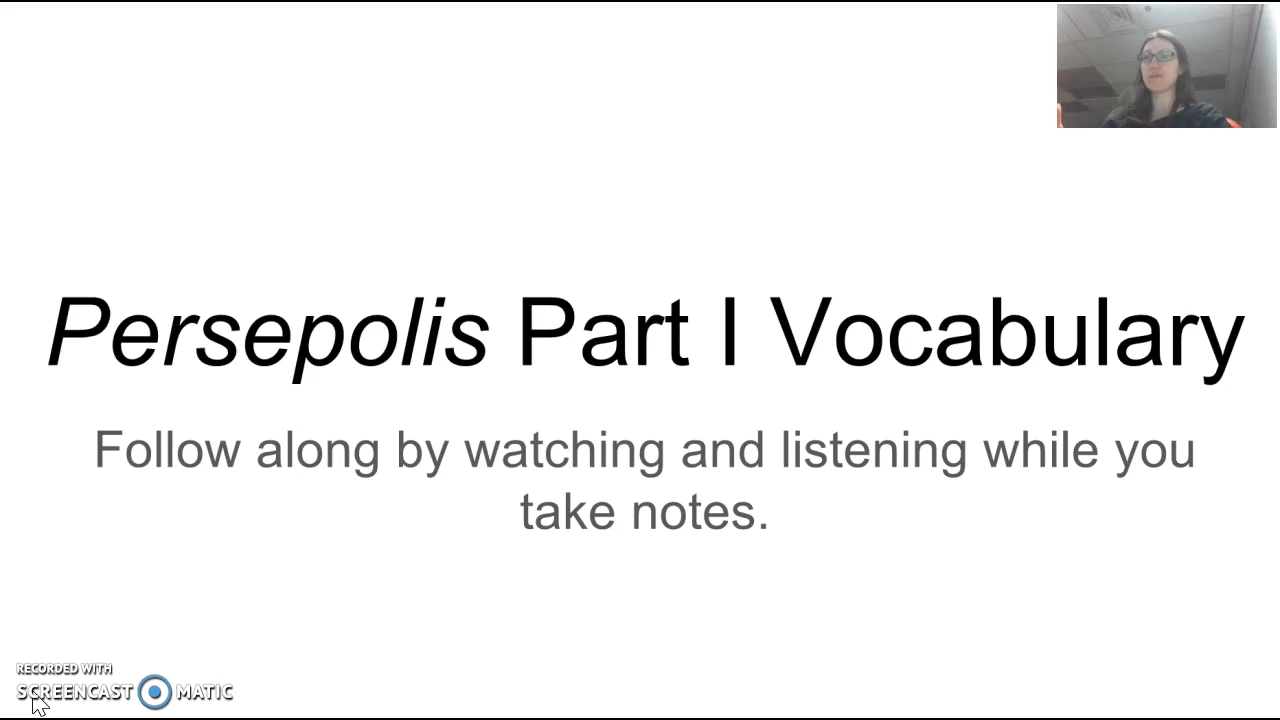 Persepolis Part I Vocabulary
Follow along by watching and listening while you
take notes.
RECORDED WITH
SCREENCAST MATIC